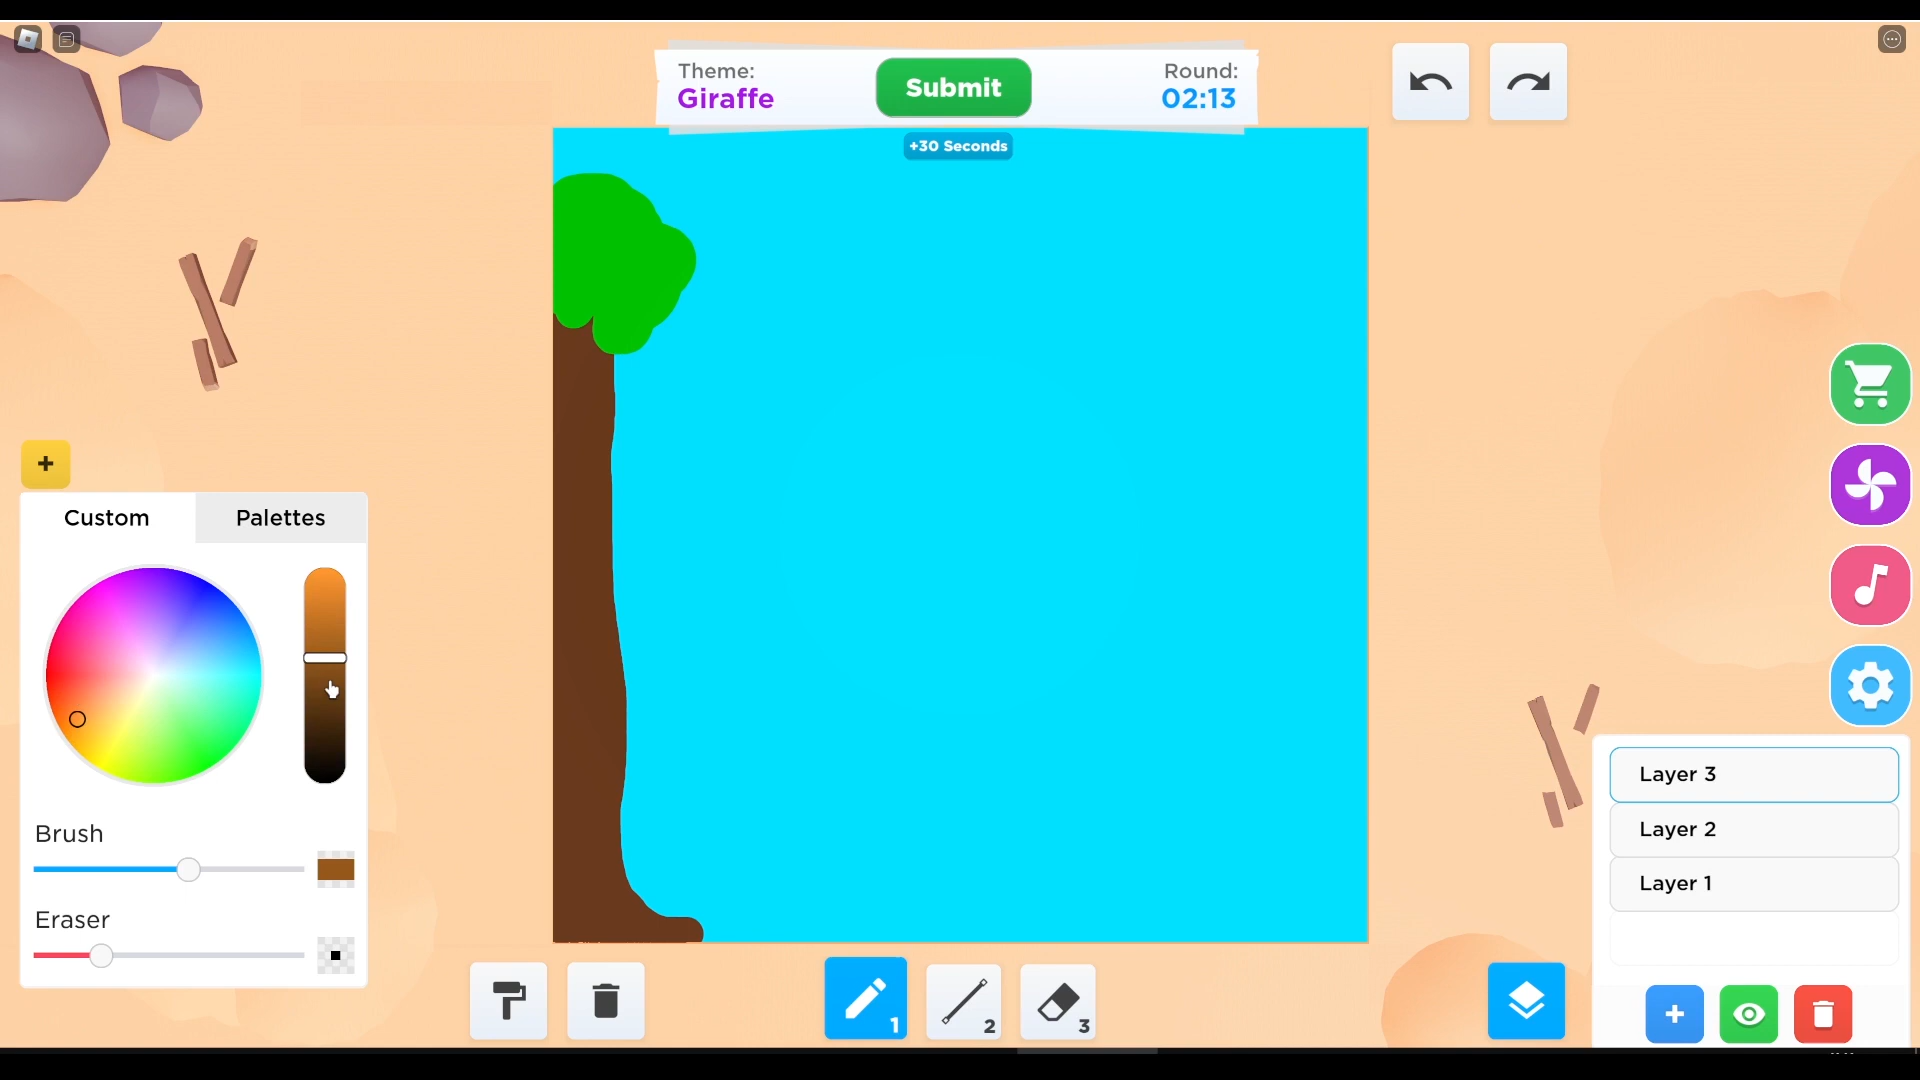 Theme:
Giraffe
Submit
Round:
02:13
+30 Seconds
+
Custom
Palettes
Brush
Eraser
1
2
3
Layer 3
Layer 2
Layer 1
+